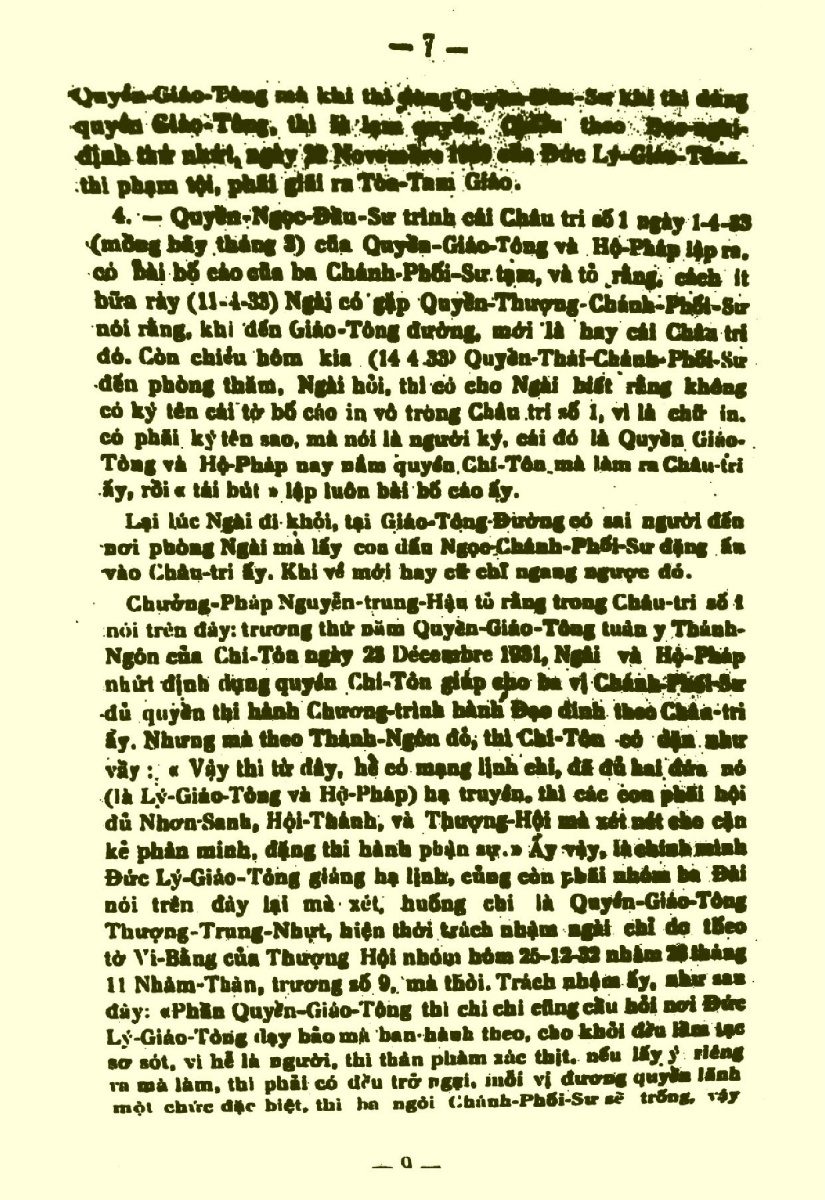 — 7 —
Quyền-Giáo-Tông mà khi thì dùng Quyền-Đầu-Sư khi thì dùng
quyền Giáo-Tông, thì là lạm quyền. Chiếu theo Đạo-nghị-
định thứ nhứt, ngày 22 Novembre 1930 của Đức Lý-Giáo-Tông.
thì phạm tội, phải giải ra Tòa-Tam Giáo.
4. — Quyền-Ngọc-Đầu-Sư trình cái Châu tri số 1 ngày 1-4-33
(mồng bảy tháng 3) của Quyền-Giáo-Tông và Hộ-Pháp lập ra,
có bài bố cáo của ba Chánh-Phối-Sư tạm, và tỏ rằng, cách ít
bữa rày (11-4-33) Ngài có gặp Quyền-Thượng-Chánh-Phối-Sư
nói rằng, khi đến Giáo-Tông đường, mới là hay cái Châu tri
đó. Còn chiều hôm kia (14 4 33) Quyền-Thái-Chánh-Phối-Sư
đến phòng thăm, Ngài hỏi, thì có cho Ngài biết rằng không
có ký tên cái tờ bố cáo in vô trong Châu tri số 1, vì là chữ in.
có phải ký tên sao, mà nói là người ký, cái đó là Quyền Giáo-
Tông và Hộ-Pháp nay nắm quyền Chí-Tôn mà làm ra Châu-tri
ấy, rồi « tái bút » lập luôn bài bố cáo ấy.
Lại lúc Ngài đi khỏi, tại Giáo-Tông-Đường có sai người đến
nơi phòng Ngài mà lấy con dấu Ngọc-Chánh-Phối-Sư đặng ấn
vào Châu-tri ấy. Khi về mới hay cữ chỉ ngang ngược đó.
Chưởng-Pháp Nguyễn-trung-Hậu tỏ rằng trong Châu-tri số 1
nói trên đây: trương thứ năm Quyền-Giáo-Tông tuân y Thánh-
Ngôn của Chí-Tôn ngày 23 Décembre 1931, Ngài và Hộ-Pháp
nhứt định dụng quyền Chí-Tôn giúp cho ba vị Chánh-Phối-Sư
đủ quyền thi hành Chương-trình hành Đạo đính theo Châu-tri
ấy. Nhưng mà theo Thánh-Ngôn đó, thì Chí-Tôn có dặn như
vầy : « Vậy thì từ đây, hễ có mạng lịnh chi, đã đủ hai đứa nó
(là Lý-Giáo-Tông và Hộ-Pháp) hạ truyền, thì các con phải hội
đủ Nhơn-Sanh, Hội-Thánh, và Thượng-Hội mà xét nét cho cặn
kẽ phân minh, đặng thi hành phận sự.» Ấy vậy, là chính mình
Đức Lý-Giáo-Tông giáng hạ lịnh, cũng còn phải nhóm ba Đài
nói trên đây lại mà xét, huống chi là Quyền-Giáo-Tông
Thượng-Trung-Nhựt, hiện thời trách nhậm ngài chỉ do theo
tờ Vi-Bằng của Thượng Hội nhóm hôm 25-12-32 nhằm 28 tháng
11 Nhâm-Thân, trương số 9, mà thôi. Trách nhậm ấy, như sau
đây: «Phần Quyền-Giáo-Tông thì chi chi cũng cầu hỏi nơi Đức
Lý-Giáo-Tông dạy bảo mà ban hành theo, cho khỏi đều lầm lạc
sơ sót, vì hễ là người, thì thân phàm xác thịt, nếu lấy ý riêng
ra mà làm, thì phải có đều trở ngại, mỗi vị đương quyền lãnh
một chức đặc biệt, thì ba ngôi Chánh-Phối-Sư sẽ trống, vậy
— 9 —